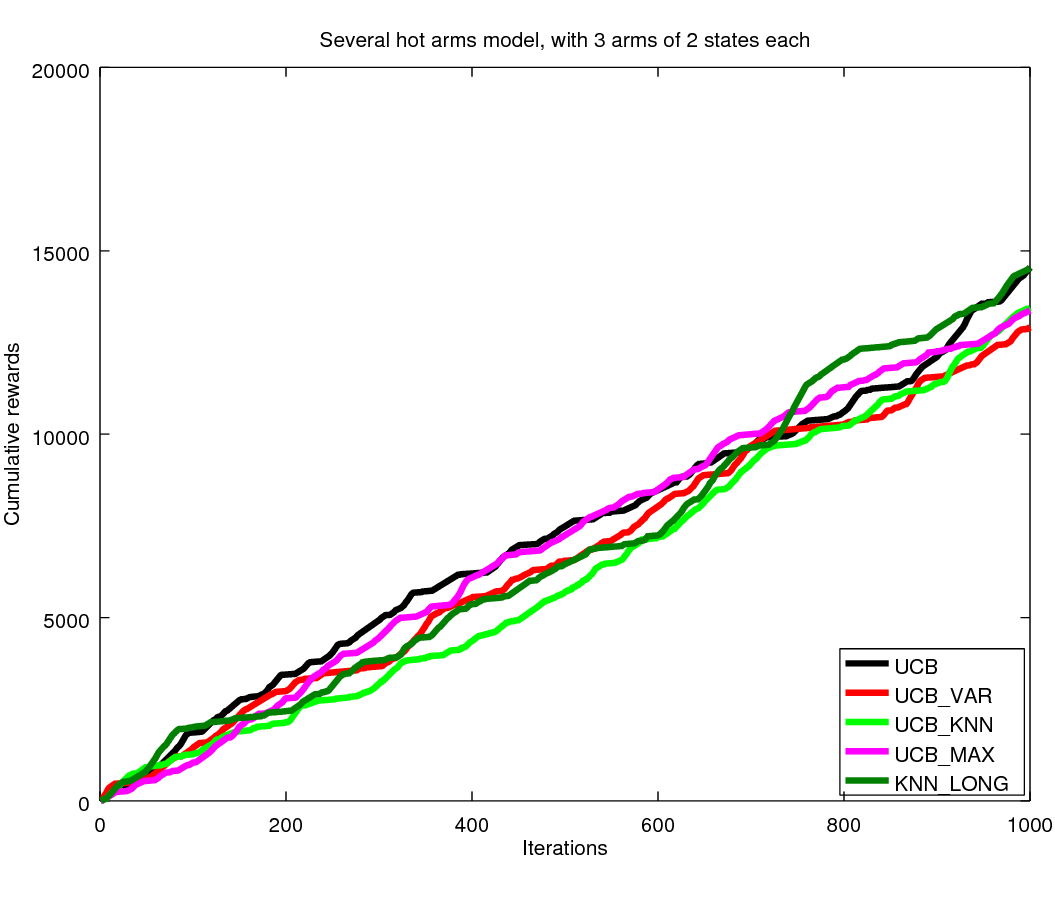 Several hot arms model, with 3 arms of 2 states each
20000
15000
10000
5000
0
Cumulative rewards
0 200 400 600 800 1000
Iterations
UCB
UCB_VAR
UCB_KNN
UCB_MAX
KNN_LONG